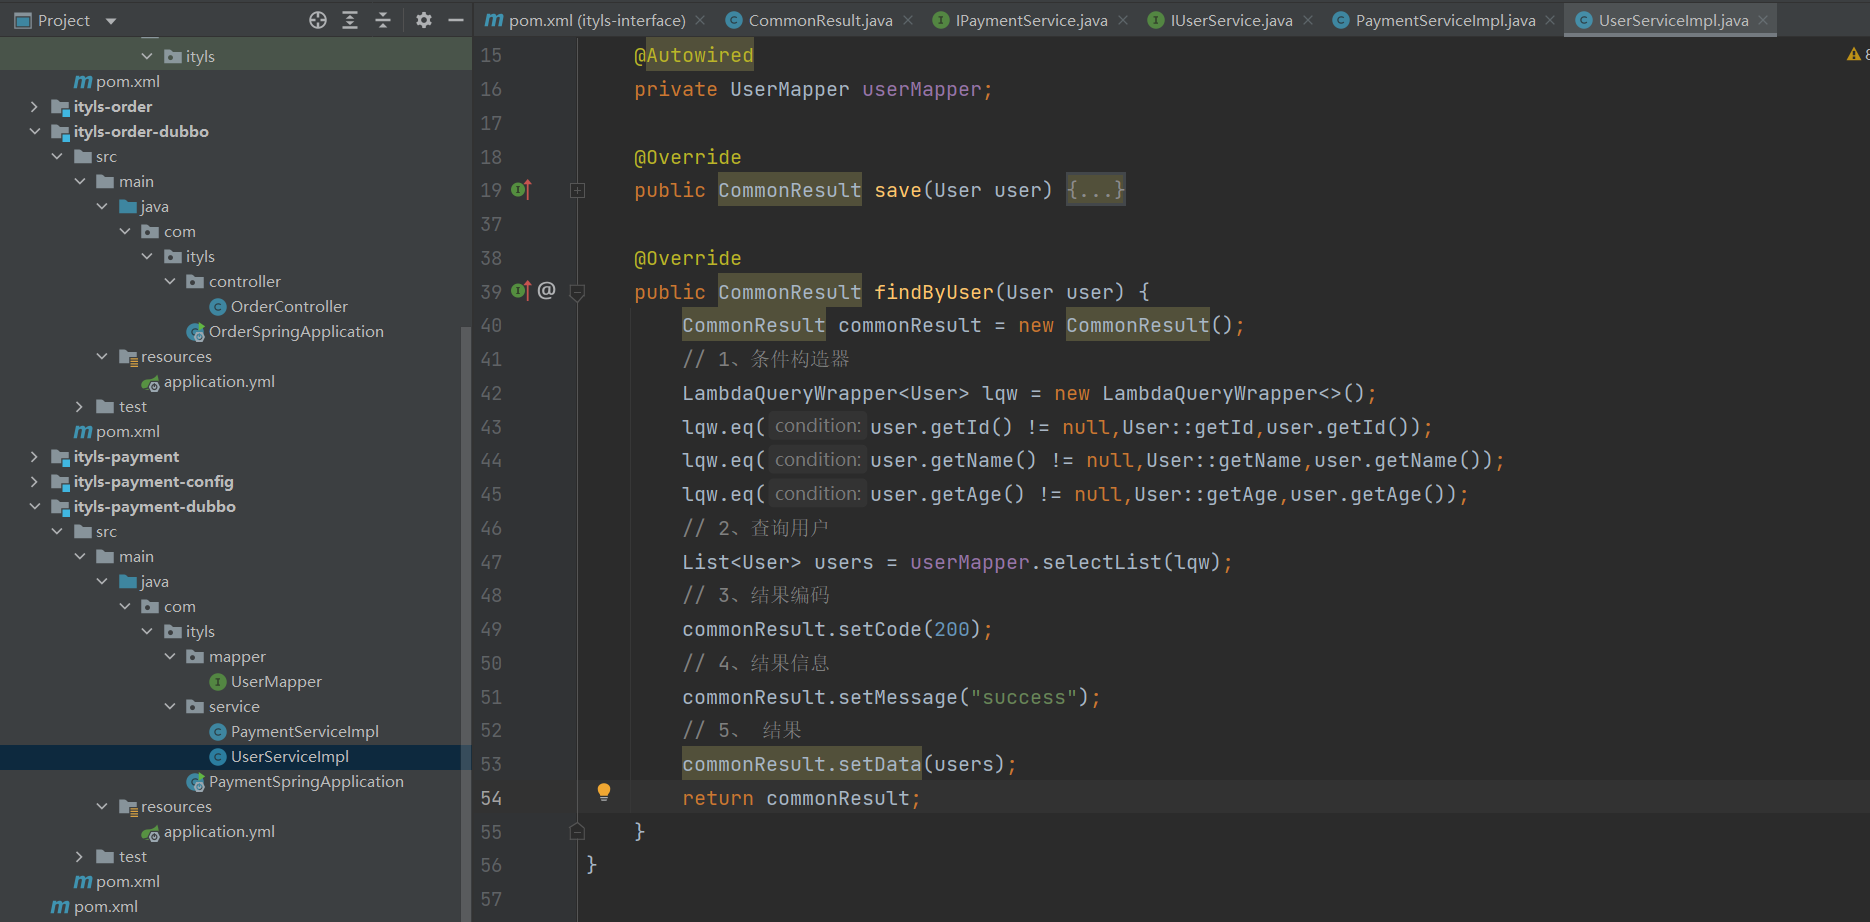 Project
pom.xml (ityls-interface)
CommonResult.java
IPaymentService.java
IUserService.java
PaymentServiceImpl.java
UserServiceImpl.java
ityls
pom.xml
ityls-order
ityls-order-dubbo
src
main
java
com
ityls
controller
OrderController
OrderSpringApplication
resources
application.yml
test
pom.xml
ityls-payment
ityls-payment-config
ityls-payment-dubbo
src
main
java
com
ityls
mapper
UserMapper
service
PaymentServiceImpl
UserServiceImpl
PaymentSpringApplication
resources
application.yml
test
pom.xml
pom.xml
15 @Autowired
16 private UserMapper userMapper;
17
18 @Override
19 public CommonResult save(User user) {...}
37
38 @Override
39 @ public CommonResult findByUser(User user) {
40 CommonResult commonResult = new CommonResult();
41 // 1、条件构造器
42 LambdaQueryWrapper<User> lqw = new LambdaQueryWrapper<>();
43 lqw.eq( condition: user.getId() != null,User::getId,user.getId());
44 lqw.eq( condition: user.getName() != null,User::getName,user.getName());
45 lqw.eq( condition: user.getAge() != null,User::getAge,user.getAge());
46 // 2、查询用户
47 List<User> users = userMapper.selectList(lqw);
48 // 3、结果编码
49 commonResult.setCode(200);
50 // 4、结果信息
51 commonResult.setMessage("success");
52 // 5、 结果
53 commonResult.setData(users);
54 return commonResult;
55 }
56 }
57